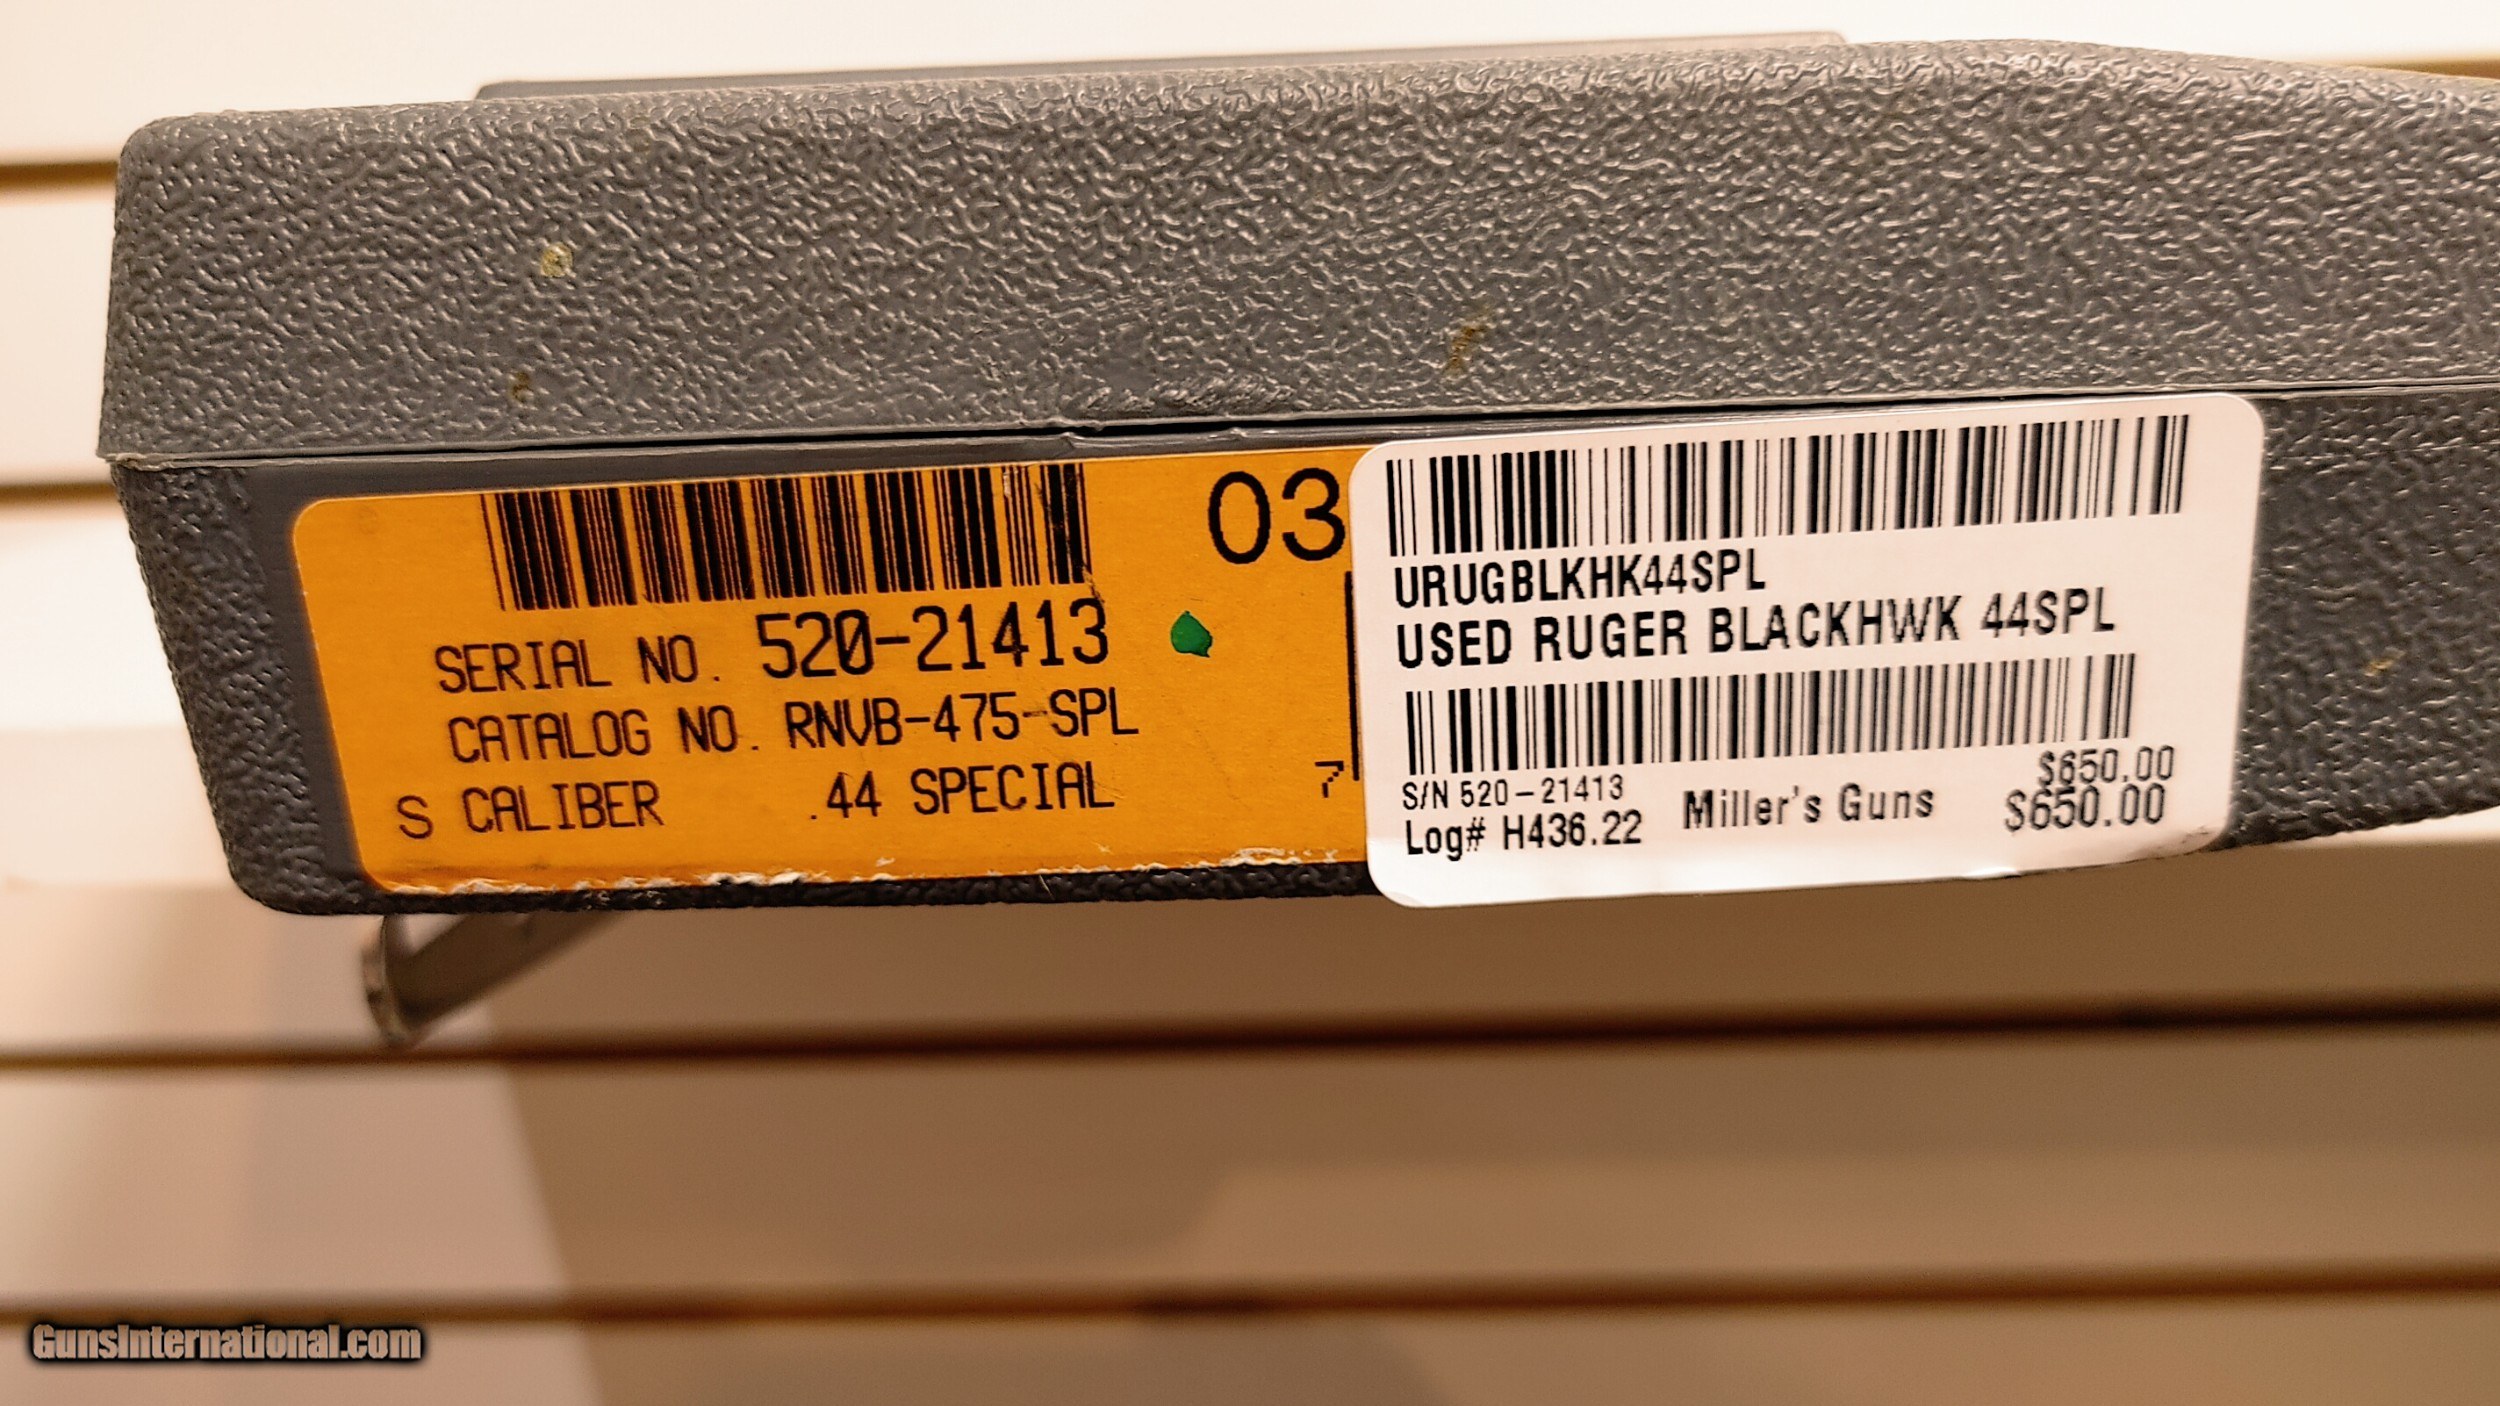 03
SERIAL NO. 520-21413
CATALOG NO. RNVB-475-SPL
S CALIBER .44 SPECIAL
7
URUGBLKHK44SPL
USED RUGER BLACKHWK 44SPL
$650.00
S/N 520-21413
Log# H436.22 Miller's Guns $650.00
GunsInternational.com